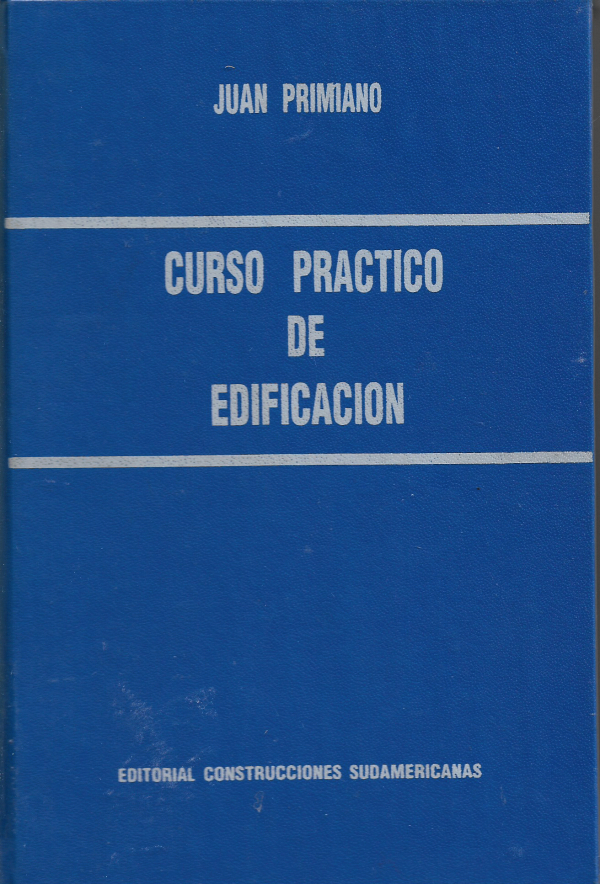 JUAN PRIMIANO
CURSO PRACTICO
DE
EDIFICACION
EDITORIAL CONSTRUCCIONES SUDAMERICANAS